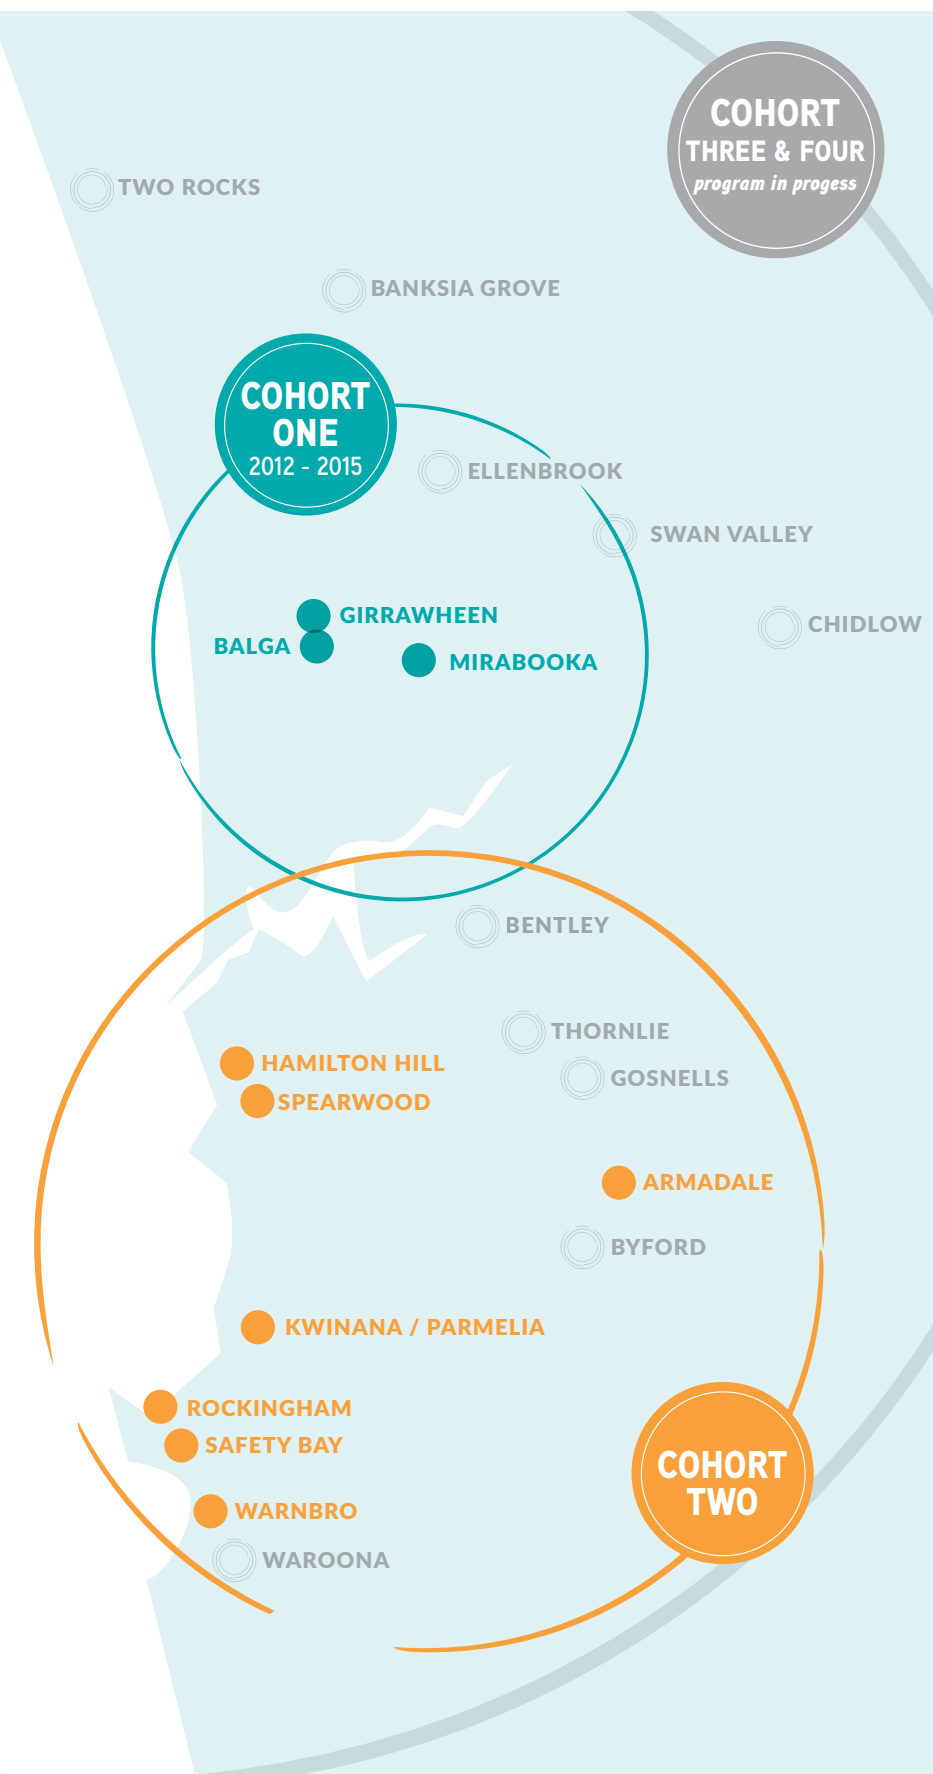 COHORT
THREE & FOUR
program in progess
TWO ROCKS
BANKSIA GROVE
COHORT
ONE
2012 - 2015
ELLENBROOK
SWAN VALLEY
GIRRAWHEEN
CHIDLOW
BALGA
MIRABOOKA
BENTLEY
THORNLIE
HAMILTON HILL
GOSNELLS
SPEARWOOD
ARMADALE
BYFORD
KWINANA / PARMELIA
ROCKINGHAM
SAFETY BAY
COHORT
TWO
WARNBRO
WAROONA